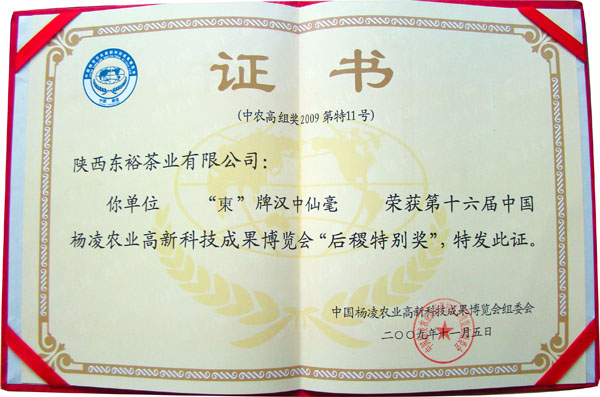 证书
(中农高组奖2009第特11号)
陕西东裕茶业有限公司：
你单位 “東”牌汉中仙毫 荣获第十六届中国
杨凌农业高新科技成果博览会“后稷特别奖”，特发此证。
中国杨凌农业高新科技成果博览会组委会
二〇〇九年十一月五日